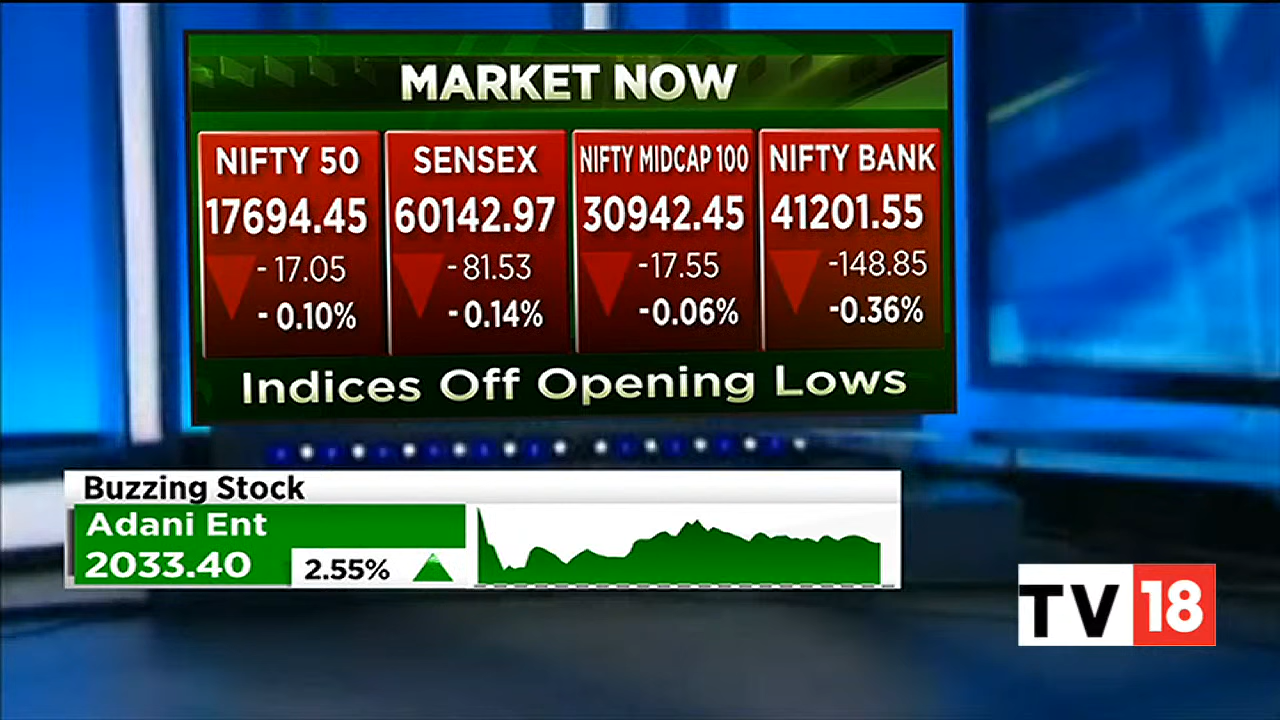 MARKET NOW
NIFTY 50
17694.45
- 17.05
- 0.10%
SENSEX
60142.97
-81.53
-0.14%
NIFTY MIDCAP 100
30942.45
-17.55
-0.06%
NIFTY BANK
41201.55
-148.85
-0.36%
Indices Off Opening Lows
Buzzing Stock
Adani Ent
2033.40
2.55%
TV18